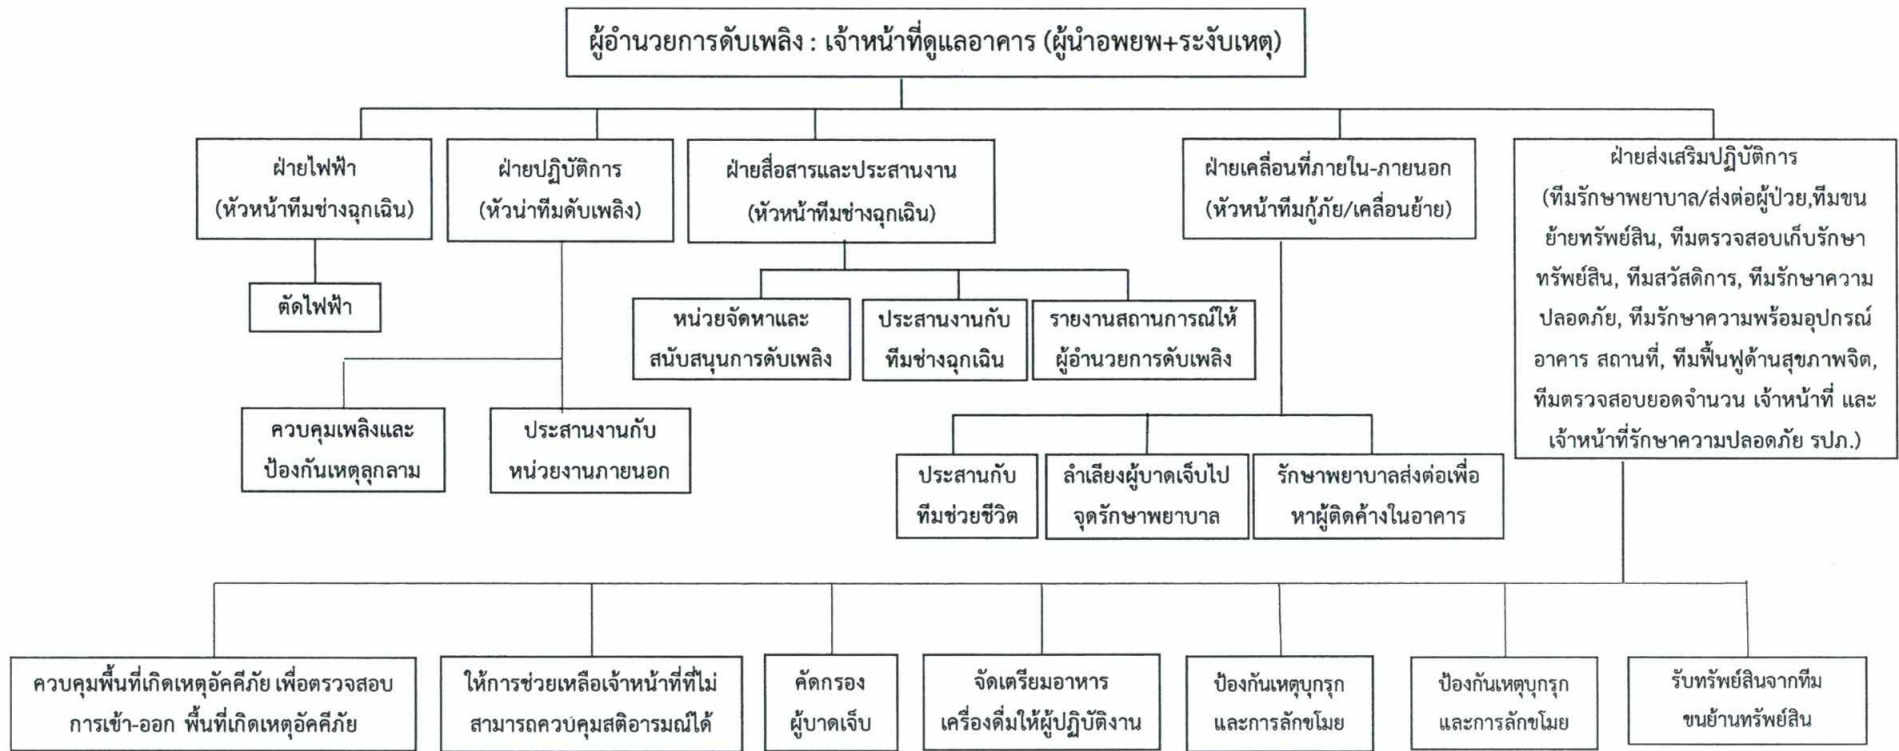 ผู้อำนวยการดับเพลิง : เจ้าหน้าที่ดูแลอาคาร (ผู้นำอพยพ+ระงับเหตุ)
ฝ่ายไฟฟ้า
(หัวหน้าทีมช่างฉุกเฉิน)
ฝ่ายปฏิบัติการ
(หัวน่าทีมดับเพลิง)
ฝ่ายสื่อสารและประสานงาน
(หัวหน้าทีมช่างฉุกเฉิน)
ฝ่ายเคลื่อนที่ภายใน-ภายนอก
(หัวหน้าทีมกู้ภัย/เคลื่อนย้าย)
ฝ่ายส่งเสริมปฏิบัติการ
(ทีมรักษาพยาบาล/ส่งต่อผู้ป่วย,ทีมขน
ย้ายทรัพย์สิน, ทีมตรวจสอบเก็บรักษา
ทรัพย์สิน, ทีมสวัสดิการ, ทีมรักษาความ
ปลอดภัย, ทีมรักษาความพร้อมอุปกรณ์
อาคาร สถานที่, ทีมฟื้นฟูด้านสุขภาพจิต,
ทีมตรวจสอบยอดจำนวน เจ้าหน้าที่ และ
เจ้าหน้าที่รักษาความปลอดภัย รปภ.)
ตัดไฟฟ้า
หน่วยจัดหาและ
สนับสนุนการดับเพลิง
ประสานงานกับ
ทีมช่างฉุกเฉิน
รายงานสถานการณ์ให้
ผู้อำนวยการดับเพลิง
ควบคุมเพลิงและ
ป้องกันเหตุลุกลาม
ประสานงานกับ
หน่วยงานภายนอก
ประสานกับ
ทีมช่วยชีวิต
ลำเลียงผู้บาดเจ็บไป
จุดรักษาพยาบาล
รักษาพยาบาลส่งต่อเพื่อ
หาผู้ติดค้างในอาคาร
ควบคุมพื้นที่เกิดเหตุอัคคีภัย เพื่อตรวจสอบ
การเข้า-ออก พื้นที่เกิดเหตุอัคคีภัย
ให้การช่วยเหลือเจ้าหน้าที่ที่ไม่
สามารถควบคุมสติอารมณ์ได้
คัดกรอง
ผู้บาดเจ็บ
จัดเตรียมอาหาร
เครื่องดื่มให้ผู้ปฏิบัติงาน
ป้องกันเหตุบุกรุก
และการลักขโมย
ป้องกันเหตุบุกรุก
และการลักขโมย
รับทรัพย์สินจากทีม
ขนย้านทรัพย์สิน